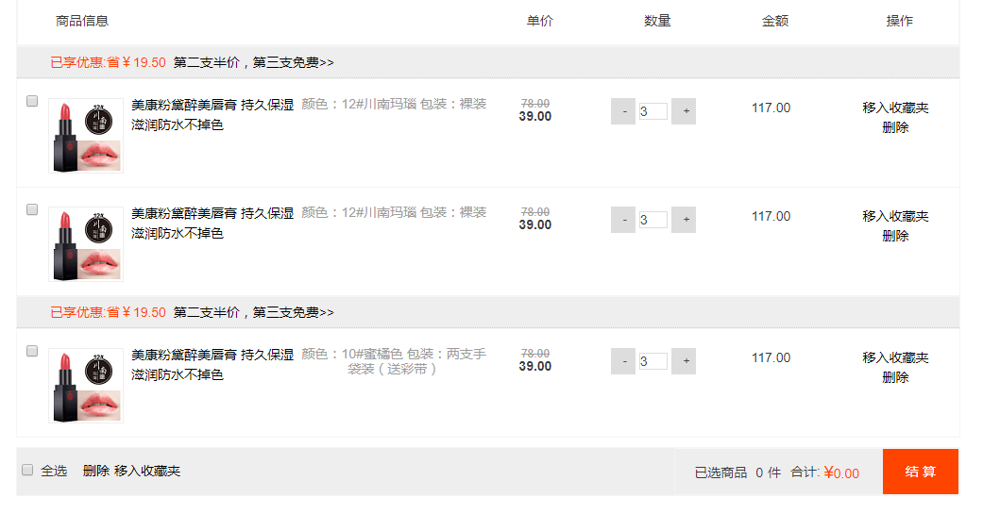 商品信息 单价 数量 金额 操作
已享优惠:省￥19.50 第二支半价，第三支免费>>
美康粉黛醉美唇膏 持久保湿 颜色：12#川南玛瑙 包装：裸装 78.00 - 3 + 117.00 移入收藏夹
滋润防水不掉色 39.00 删除
12#
川南
美康粉黛醉美唇膏 持久保湿 颜色：12#川南玛瑙 包装：裸装 78.00 - 3 + 117.00 移入收藏夹
滋润防水不掉色 39.00 删除
12#
川南
已享优惠:省￥19.50 第二支半价，第三支免费>>
美康粉黛醉美唇膏 持久保湿 颜色：10#蜜橘色 包装：两支手 78.00 - 3 + 117.00 移入收藏夹
滋润防水不掉色 袋装（送彩带） 39.00 删除
12#
川南
全选 删除 移入收藏夹 已选商品 0 件 合计: ¥0.00 结 算